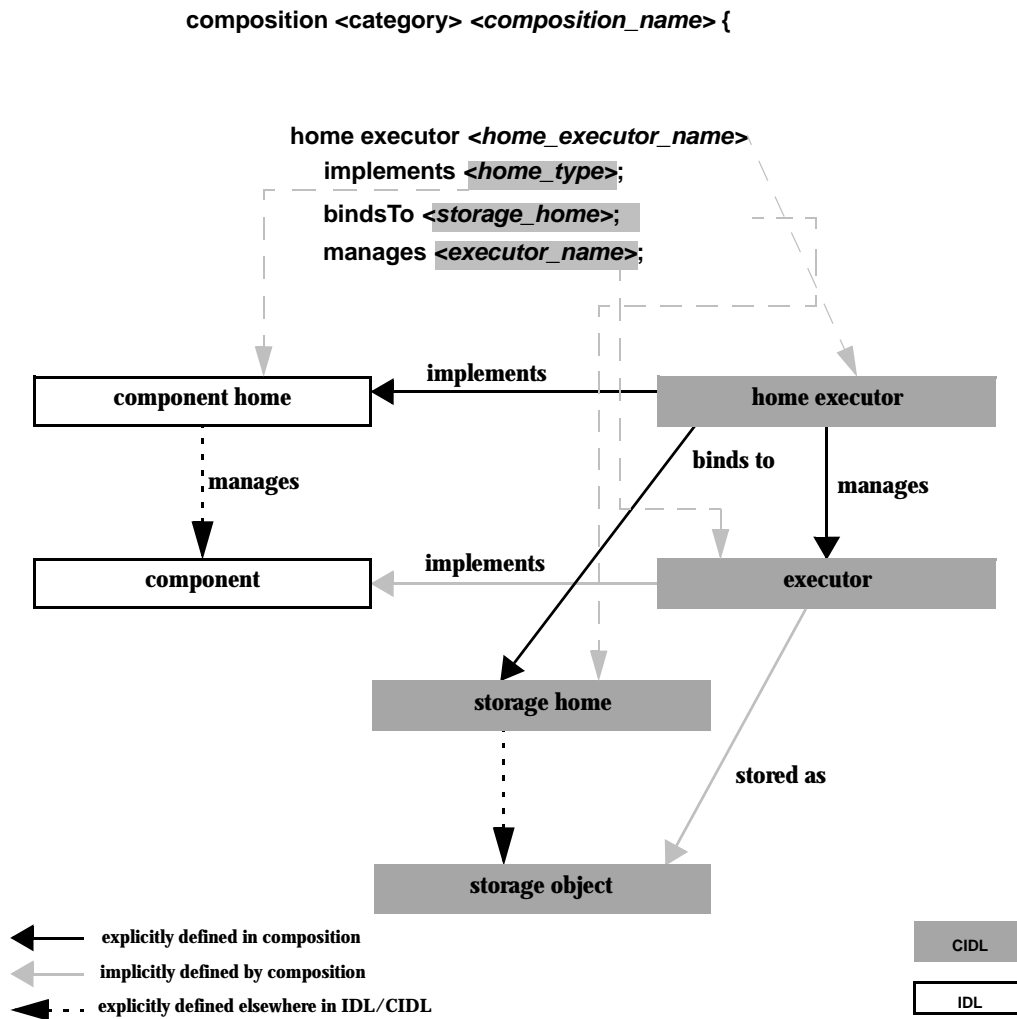 composition <category> <composition_name> {
home executor <home_executor_name>
implements <home_type>;
bindsTo <storage_home>;
manages <executor_name>;
implements
component home
home executor
binds to
manages
manages
implements
component
executor
storage home
stored as
storage object
explicitly defined in composition
CIDL
implicitly defined by composition
explicitly defined elsewhere in IDL/CIDL
IDL